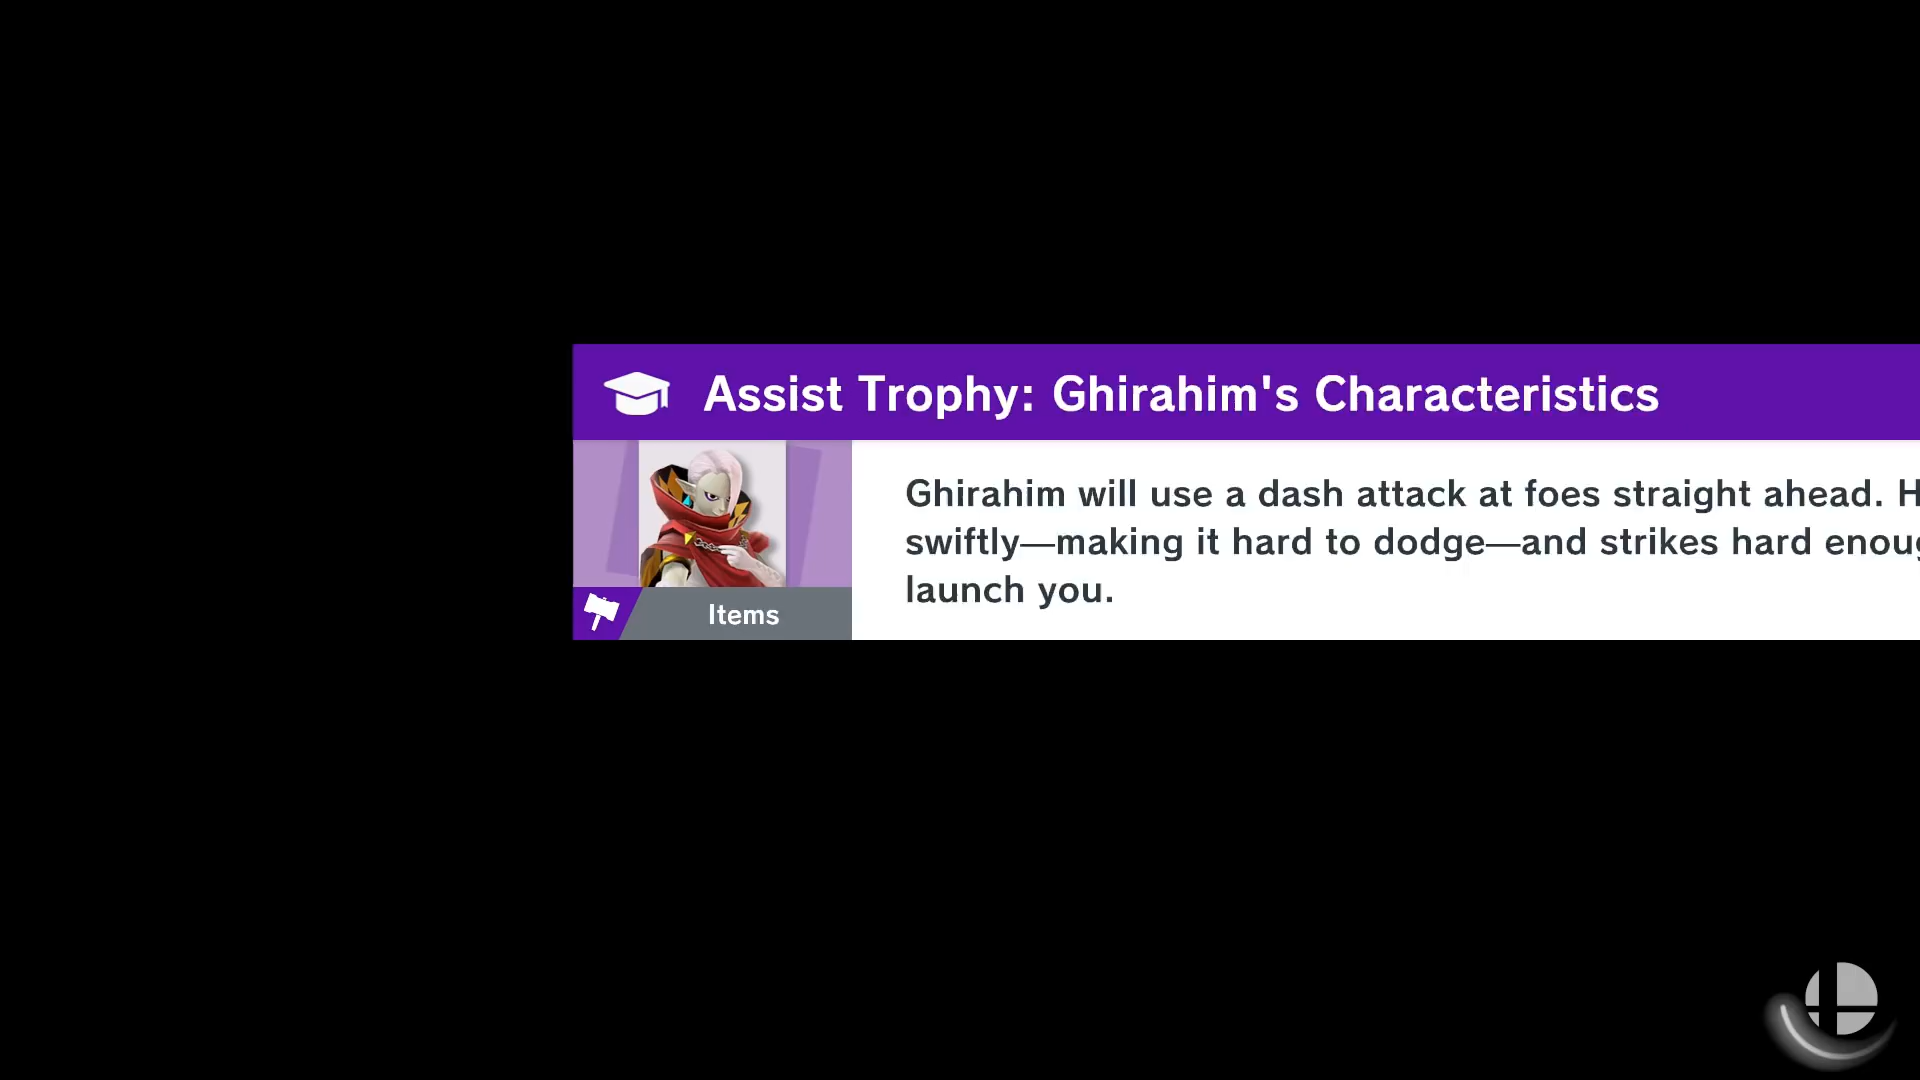 Assist Trophy: Ghirahim's Characteristics
Ghirahim will use a dash attack at foes straight ahead. H
swiftly—making it hard to dodge—and strikes hard enoug
launch you.
Items